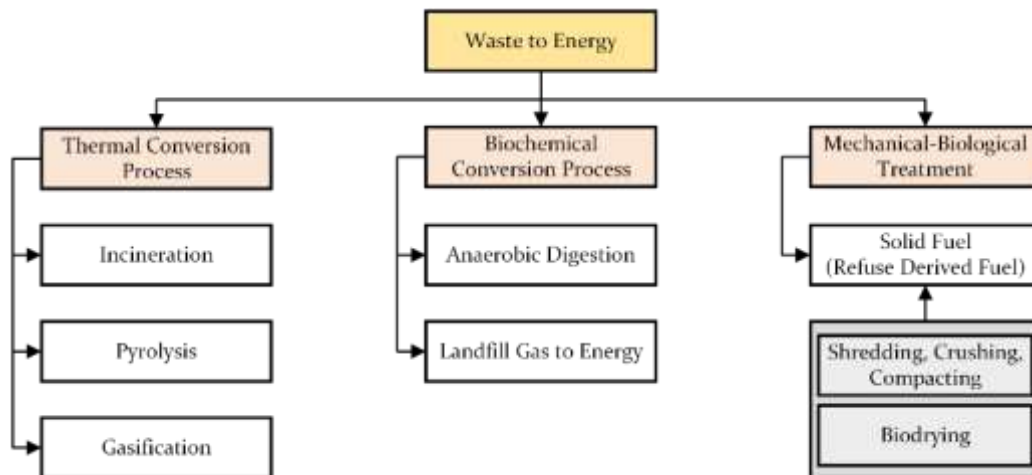 Waste to Energy
Thermal Conversion
Process
Biochemical
Conversion Process
Mechanical-Biological
Treatment
Incineration
Anaerobic Digestion
Solid Fuel
(Refuse Derived Fuel)
Pyrolysis
Landfill Gas to Energy
Shredding, Crushing,
Compacting
Gasification
Biodrying